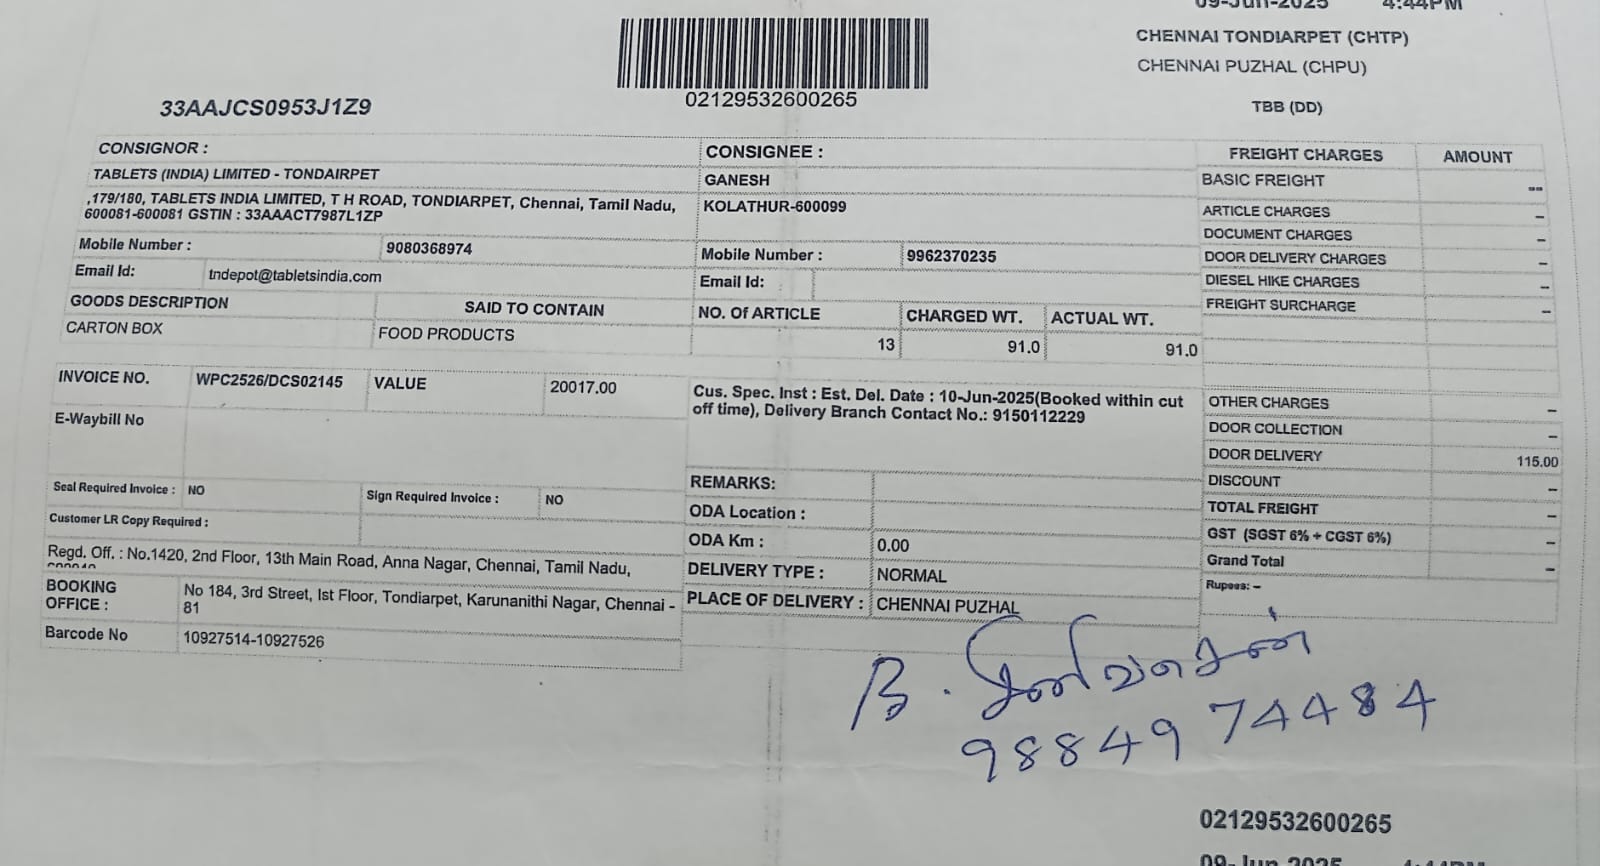 09-Jun-2025 4:44PM
CHENNAI TONDIARPET (CHTP)
CHENNAI PUZHAL (CHPU)
TBB (DD)
02129532600265
33AAJCS0953J1Z9
CONSIGNOR :
TABLETS (INDIA) LIMITED - TONDAIRPET
,179/180, TABLETS INDIA LIMITED, T H ROAD, TONDIARPET, Chennai, Tamil Nadu,
600081-600081 GSTIN : 33AAACT7987L1ZP
Mobile Number : 9080368974
Email Id: tndepot@tabletsindia.com
CONSIGNEE :
GANESH
KOLATHUR-600099
Mobile Number : 9962370235
Email Id:
GOODS DESCRIPTION SAID TO CONTAIN NO. Of ARTICLE CHARGED WT. ACTUAL WT.
CARTON BOX FOOD PRODUCTS 13 91.0 91.0
INVOICE NO. WPC2526/DCS02145 VALUE 20017.00
E-Waybill No
Cus. Spec. Inst : Est. Del. Date : 10-Jun-2025(Booked within cut
off time), Delivery Branch Contact No.: 9150112229
Seal Required Invoice : NO Sign Required Invoice : NO
Customer LR Copy Required :
Regd. Off. : No.1420, 2nd Floor, 13th Main Road, Anna Nagar, Chennai, Tamil Nadu,
BOOKING
OFFICE :
No 184, 3rd Street, Ist Floor, Tondiarpet, Karunanithi Nagar, Chennai -
81
Barcode No 10927514-10927526
REMARKS:
ODA Location :
ODA Km : 0.00
DELIVERY TYPE : NORMAL
PLACE OF DELIVERY : CHENNAI PUZHAL
FREIGHT CHARGES AMOUNT
BASIC FREIGHT --
ARTICLE CHARGES –
DOCUMENT CHARGES –
DOOR DELIVERY CHARGES –
DIESEL HIKE CHARGES –
FREIGHT SURCHARGE –
OTHER CHARGES –
DOOR COLLECTION –
DOOR DELIVERY 115.00
DISCOUNT –
TOTAL FREIGHT –
GST (SGST 6% + CGST 6%) –
Grand Total –
Rupees: –
B.
9884974484
02129532600265
09-Jun-2025 4:44PM